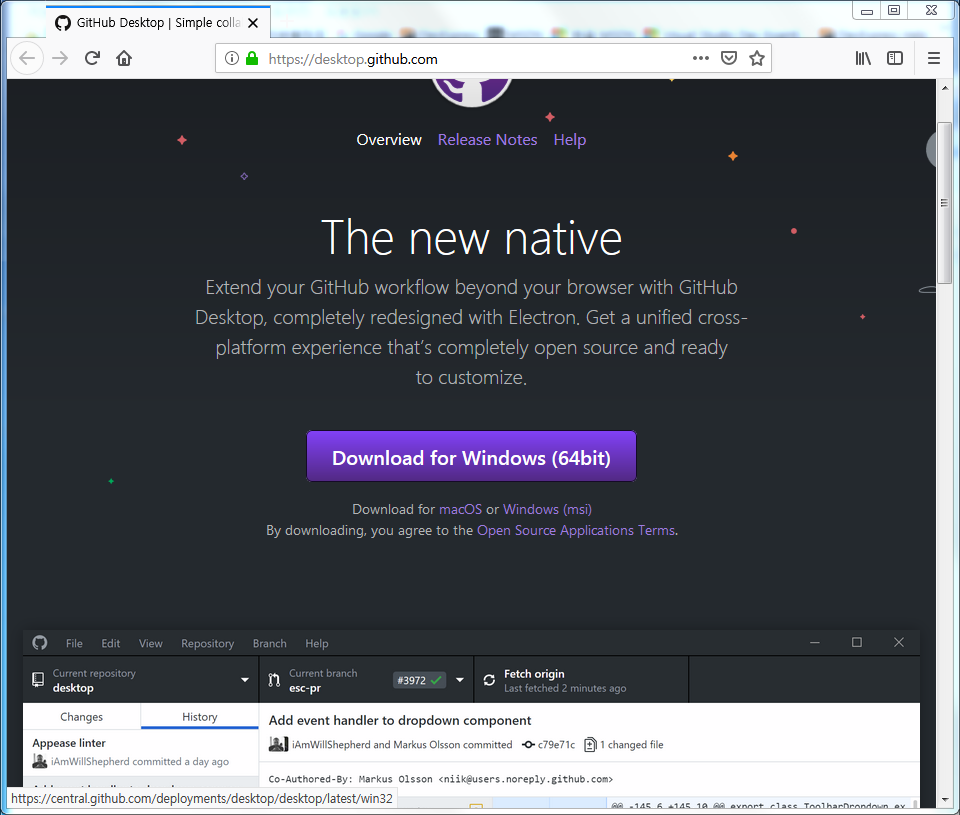 GitHub Desktop | Simple colla
https://desktop.github.com
Overview Release Notes Help
The new native
Extend your GitHub workflow beyond your browser with GitHub
Desktop, completely redesigned with Electron. Get a unified cross-
platform experience that's completely open source and ready
to customize.
Download for Windows (64bit)
Download for macOS or Windows (msi)
By downloading, you agree to the Open Source Applications Terms.
File Edit View Repository Branch Help
Current repository
desktop
Current branch
esc-pr
#3972
Fetch origin
Last fetched 2 minutes ago
Changes History
Appease linter
iAmWillShepherd committed a day ago
Add event handler to dropdown component
iAmWillShepherd and Markus Olsson committed c79e71c 1 changed file
Co-Authored-By: Markus Olsson <niik@users.noreply.github.com>
https://central.github.com/deployments/desktop/desktop/latest/win32
@@ -145,6 +145,10 @@ export class ToolbarDropdown ex